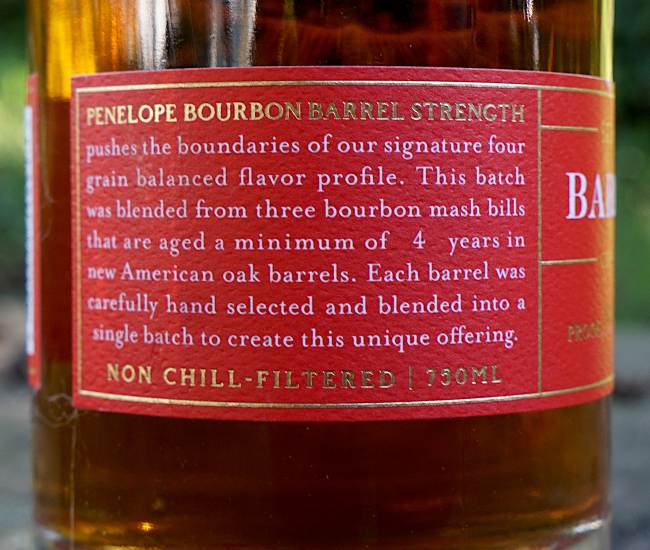 PENELOPE BOURBON BARREL STRENGTH
pushes the boundaries of our signature four
grain balanced flavor profile. This batch
was blended from three bourbon mash bills
that are aged a minimum of 4 years in
new American oak barrels. Each barrel was
carefully hand selected and blended into a
single batch to create this unique offering.
NON CHILL-FILTERED | 750ML